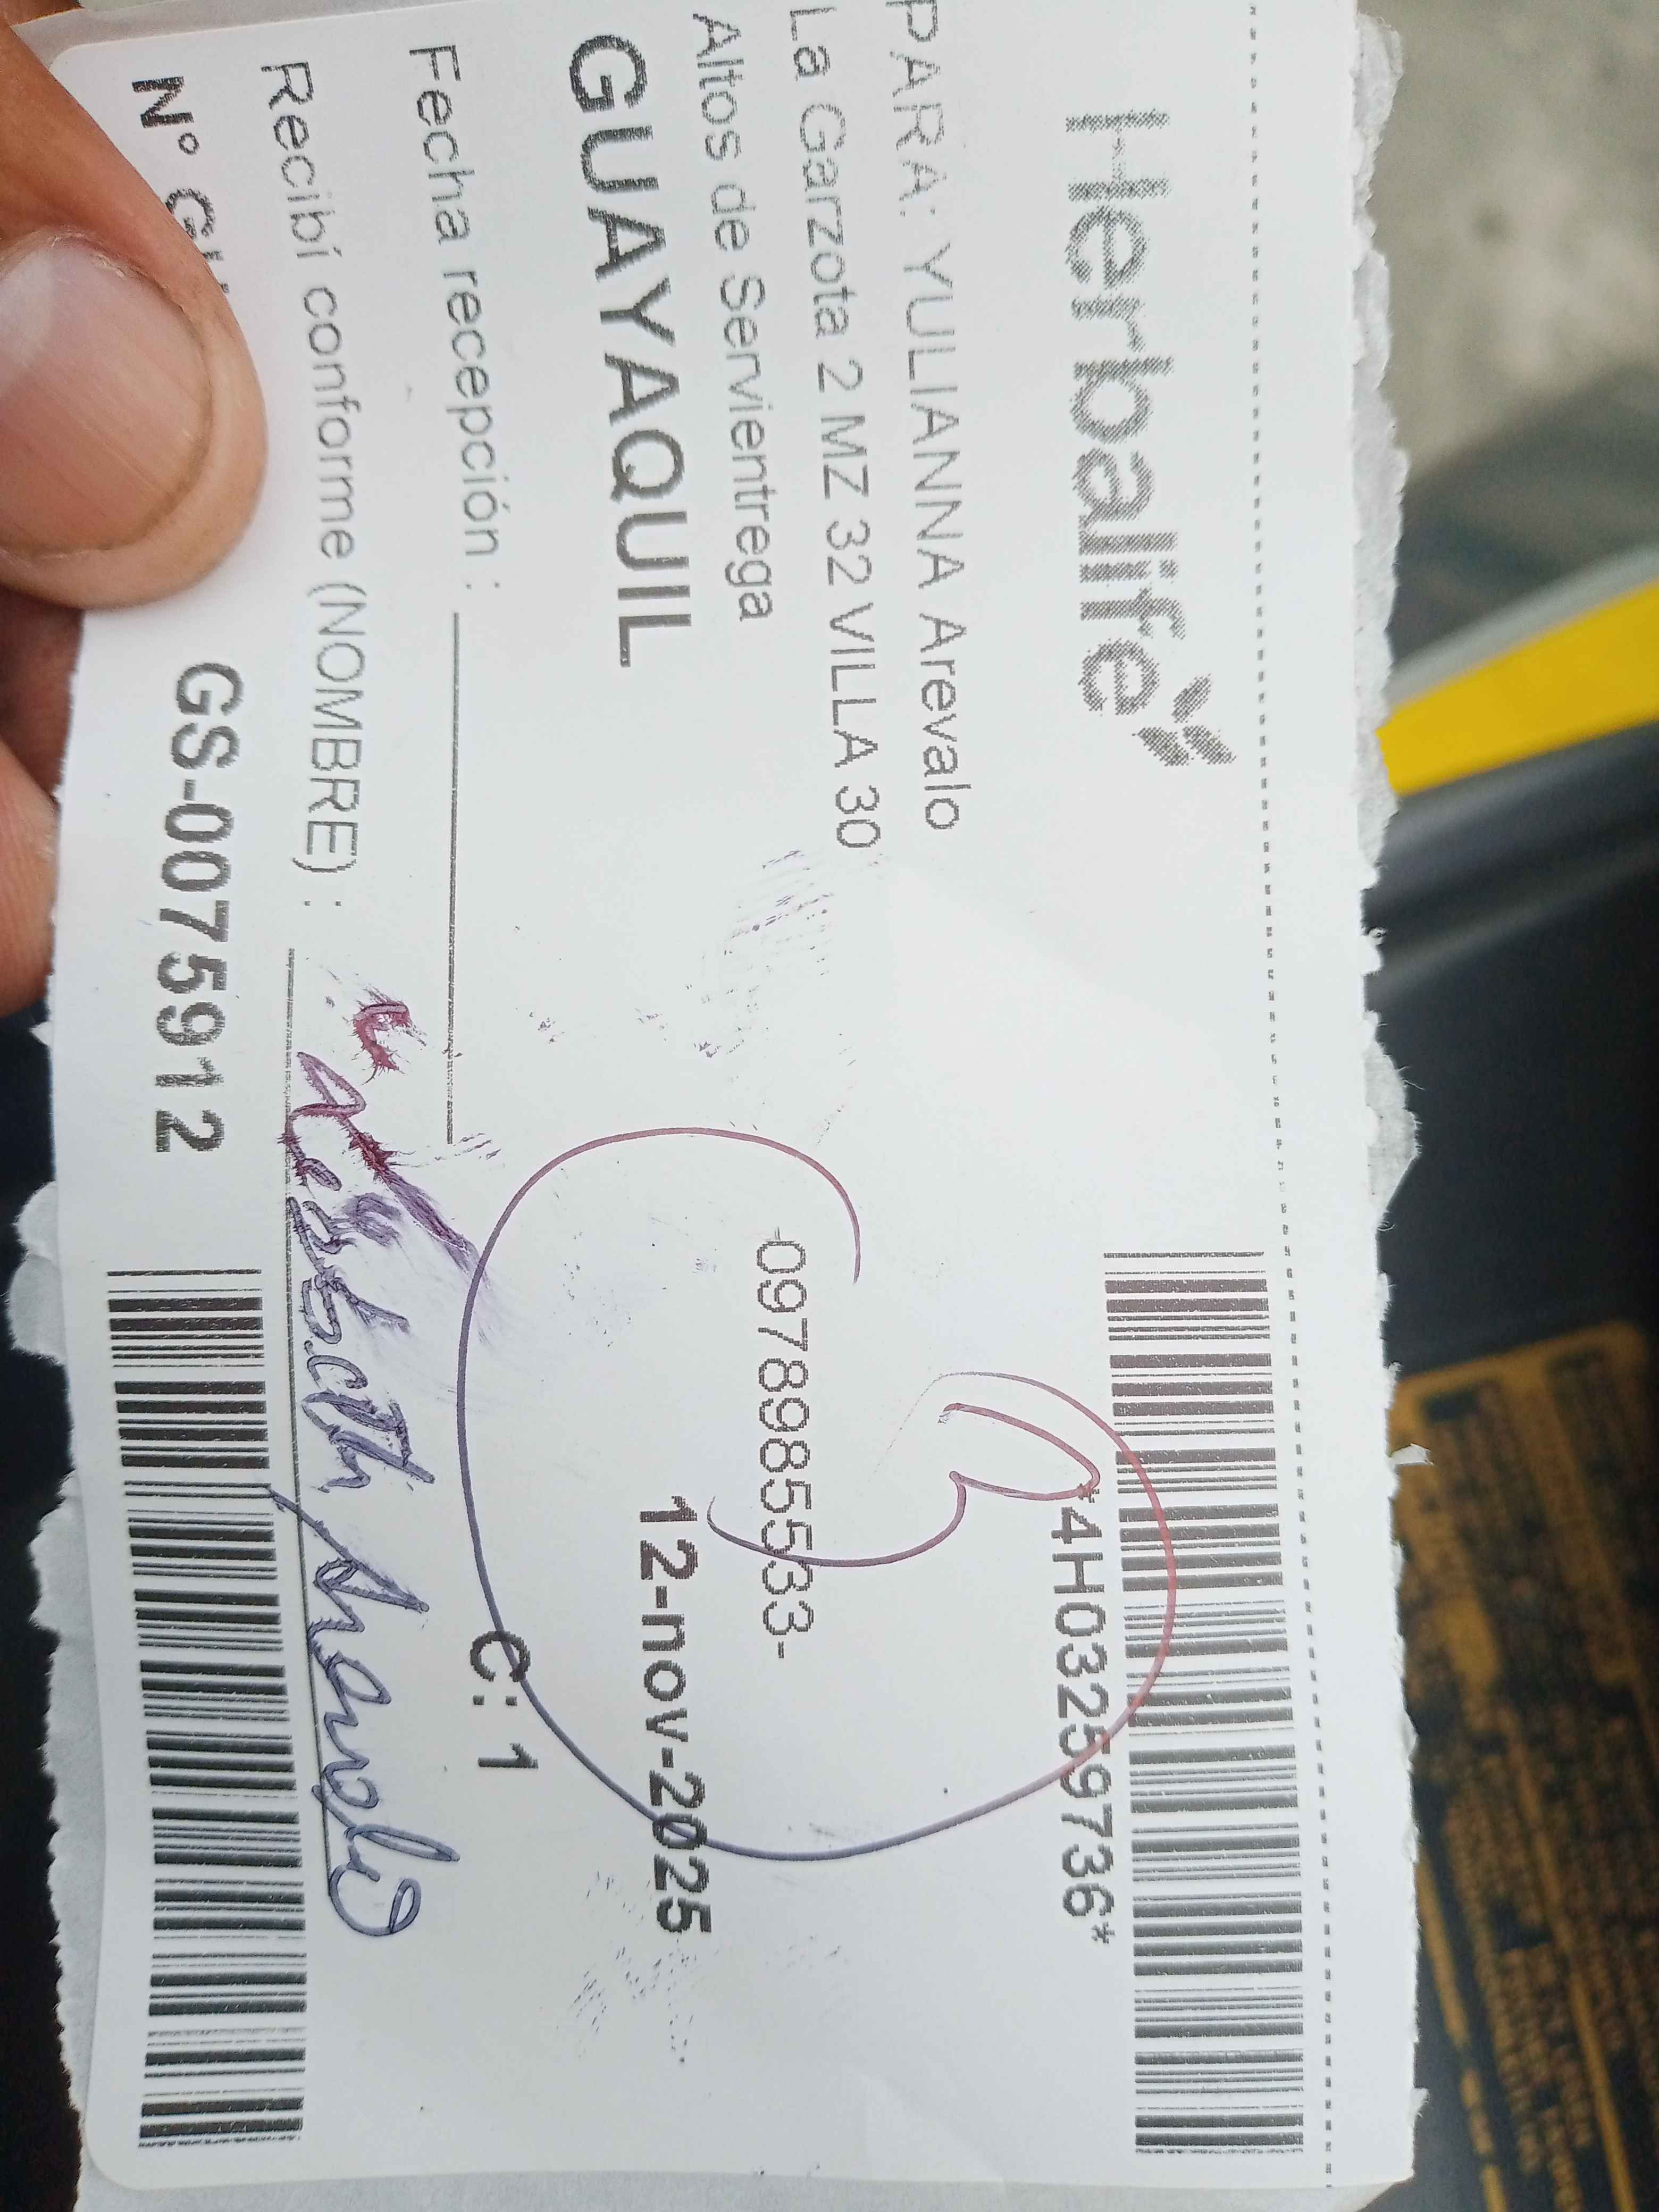 Herbalife
*4H03259736*
PARA: YULIANNA Arevalo
La Garzota 2 MZ 32 VILLA 30
-0978985533-
Altos de Servientrega
GUAYAQUIL
12-nov-2025
Fecha recepción :
C: 1
Recibí conforme (NOMBRE) :
N°
GS-0075912